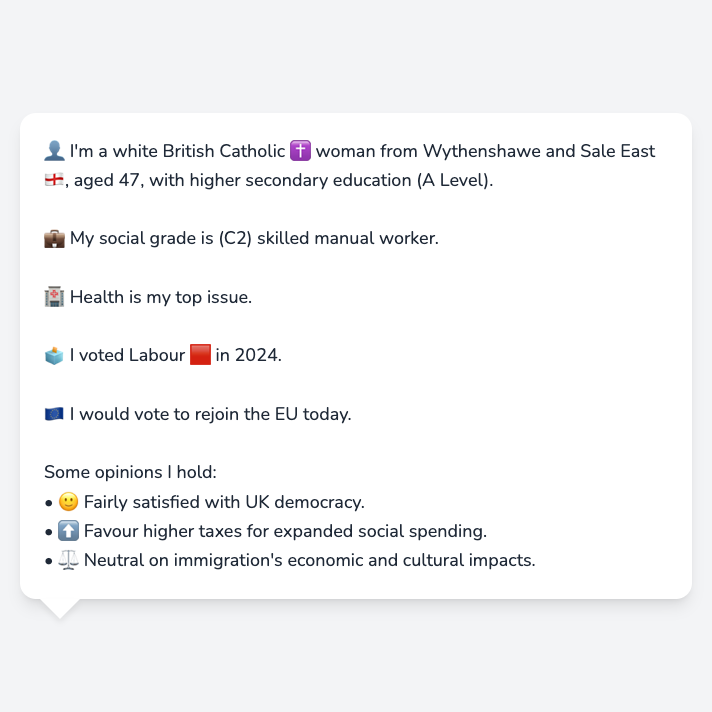 👤 I'm a white British Catholic ✝️ woman from Wythenshawe and Sale East
🏴󠁧󠁢󠁥󠁮󠁧󠁿, aged 47, with higher secondary education (A Level).
💼 My social grade is (C2) skilled manual worker.
🏥 Health is my top issue.
🗳️ I voted Labour 🟥 in 2024.
🇪🇺 I would vote to rejoin the EU today.
Some opinions I hold:
• 🙂 Fairly satisfied with UK democracy.
• ⬆️ Favour higher taxes for expanded social spending.
• ⚖️ Neutral on immigration's economic and cultural impacts.